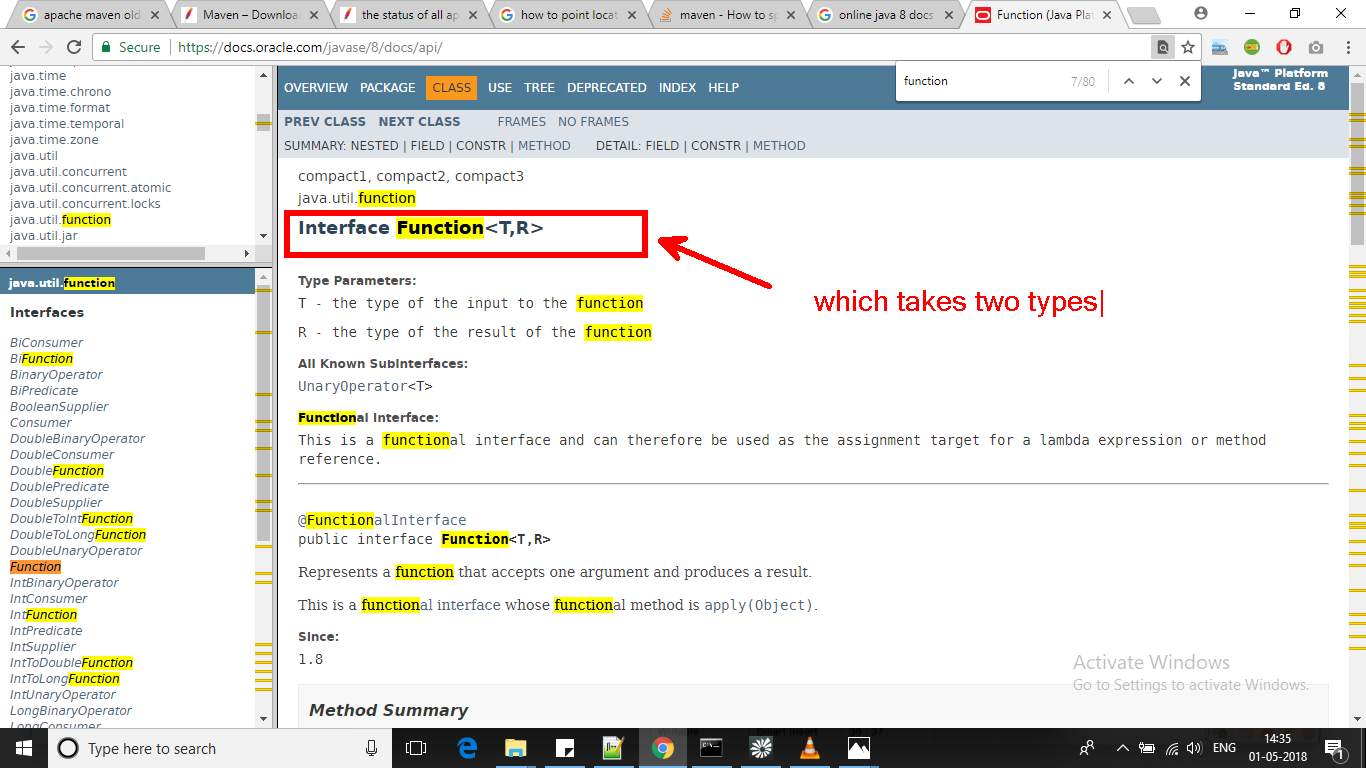 apache maven old
Maven – Downloa
the status of all ap
how to point locat
maven - How to sp
online java 8 docs
Function (Java Plat
Secure
https://docs.oracle.com/javase/8/docs/api/
function
7/80
java.time
java.time.chrono
java.time.format
java.time.temporal
java.time.zone
java.util
java.util.concurrent
java.util.concurrent.atomic
java.util.concurrent.locks
java.util.function
java.util.jar
java.util.function
Interfaces
BiConsumer
BiFunction
BinaryOperator
BiPredicate
BooleanSupplier
Consumer
DoubleBinaryOperator
DoubleConsumer
DoubleFunction
DoublePredicate
DoubleSupplier
DoubleToIntFunction
DoubleToLongFunction
DoubleUnaryOperator
Function
IntBinaryOperator
IntConsumer
IntFunction
IntPredicate
IntSupplier
IntToDoubleFunction
IntToLongFunction
IntUnaryOperator
LongBinaryOperator
LongConsumer
OVERVIEW PACKAGE CLASS USE TREE DEPRECATED INDEX HELP
Java™ Platform
Standard Ed. 8
PREV CLASS NEXT CLASS FRAMES NO FRAMES
SUMMARY: NESTED | FIELD | CONSTR | METHOD DETAIL: FIELD | CONSTR | METHOD
compact1, compact2, compact3
java.util.function
Interface Function<T,R>
which takes two types
Type Parameters:
T - the type of the input to the function
R - the type of the result of the function
All Known Subinterfaces:
UnaryOperator<T>
Functional Interface:
This is a functional interface and can therefore be used as the assignment target for a lambda expression or method
reference.
@FunctionalInterface
public interface Function<T,R>
Represents a function that accepts one argument and produces a result.
This is a functional interface whose functional method is apply(Object).
Since:
1.8
Method Summary
Activate Windows
Go to Settings to activate Windows.
Type here to search
ENG
14:35
01-05-2018
1